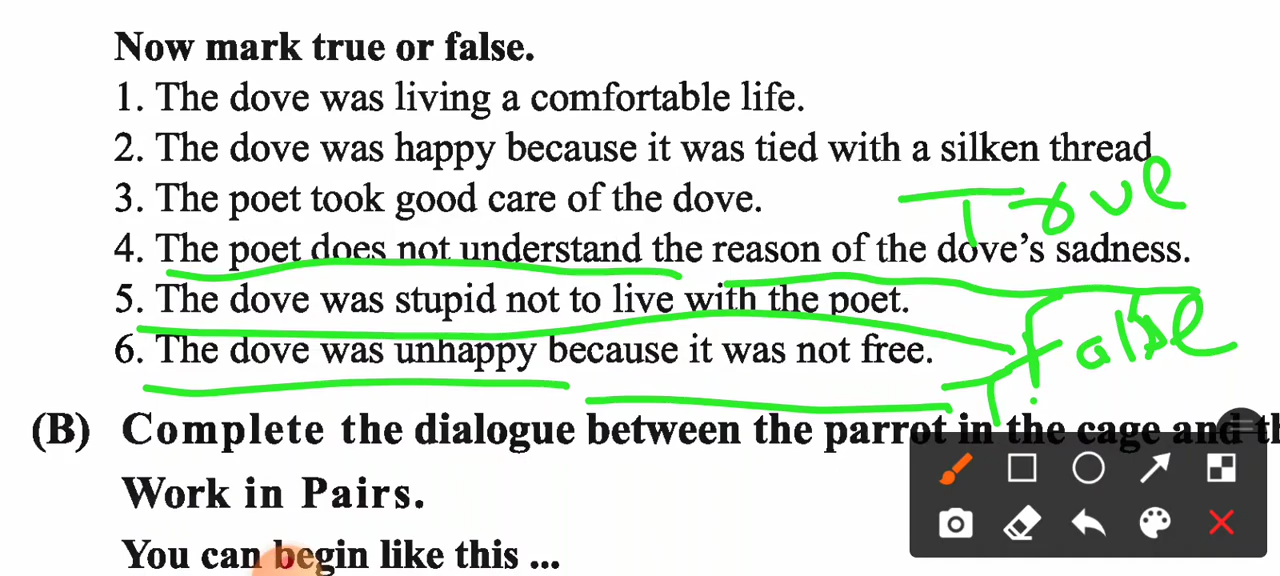 Now mark true or false.
1. The dove was living a comfortable life.
2. The dove was happy because it was tied with a silken thread
3. The poet took good care of the dove.
True
4. The poet does not understand the reason of the dove's sadness.
5. The dove was stupid not to live with the poet.
False
6. The dove was unhappy because it was not free.
T.
(B) Complete the dialogue between the parrot in the cage and th
Work in Pairs.
You can begin like this ...